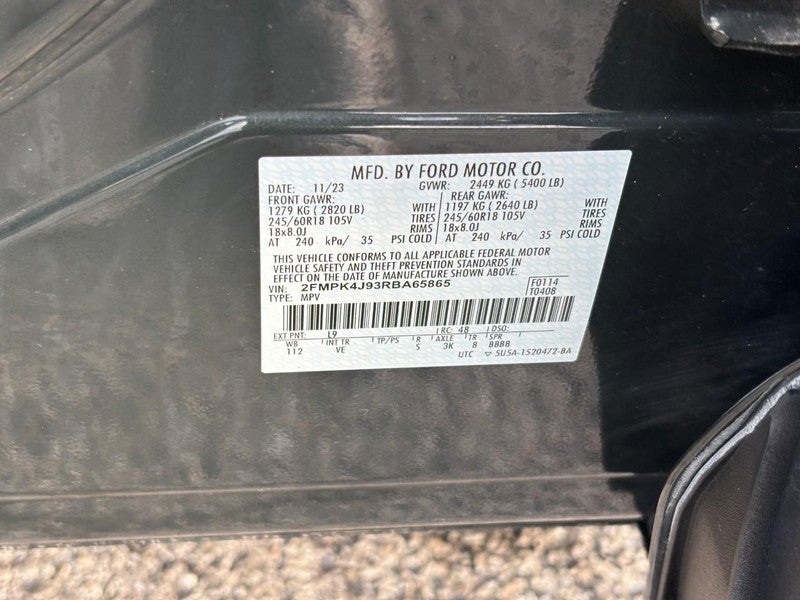 MFD. BY FORD MOTOR CO.
DATE: 11/23 GVWR: 2449 KG ( 5400 LB)
FRONT GAWR: REAR GAWR:
1279 KG ( 2820 LB) WITH 1197 KG ( 2640 LB) WITH
245/60R18 105V TIRES 245/60R18 105V TIRES
18x8.0J RIMS 18x8.0J RIMS
AT 240 kPa/ 35 PSI COLD AT 240 kPa/ 35 PSI COLD
THIS VEHICLE CONFORMS TO ALL APPLICABLE FEDERAL MOTOR
VEHICLE SAFETY AND THEFT PREVENTION STANDARDS IN
EFFECT ON THE DATE OF MANUFACTURE SHOWN ABOVE.
VIN: 2FMPK4J93RBA65865 F0114
TYPE: MPV T0408
EXT PNT: L9 RC: 48 DSO:
WB INT TR TP/PS R AXLE TR SPR
112 VE S 3K 8 BBBB
UTC 5U5A-1520472-BA